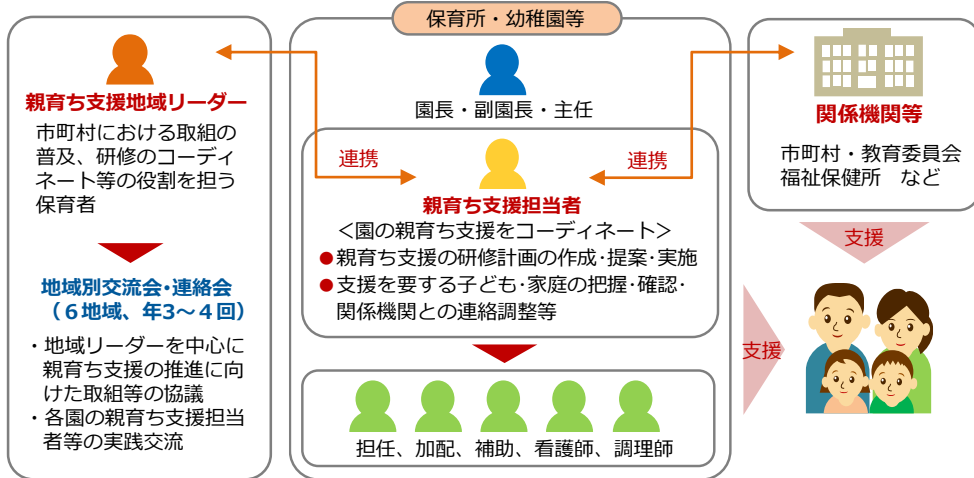 保育所・幼稚園等
親育ち支援地域リーダー
市町村における取組の
普及、研修のコーディ
ネート等の役割を担う
保育者
地域別交流会･連絡会
（６地域、年3～４回）
・地域リーダーを中心に
親育ち支援の推進に向
けた取組等の協議
・各園の親育ち支援担当
者等の実践交流
園長・副園長・主任
連携
連携
親育ち支援担当者
＜園の親育ち支援をコーディネート＞
●親育ち支援の研修計画の作成･提案･実施
●支援を要する子ども･家庭の把握･確認･
関係機関との連絡調整等
担任、加配、補助、看護師、調理師
関係機関等
市町村・教育委員会
福祉保健所　など
支援
支援